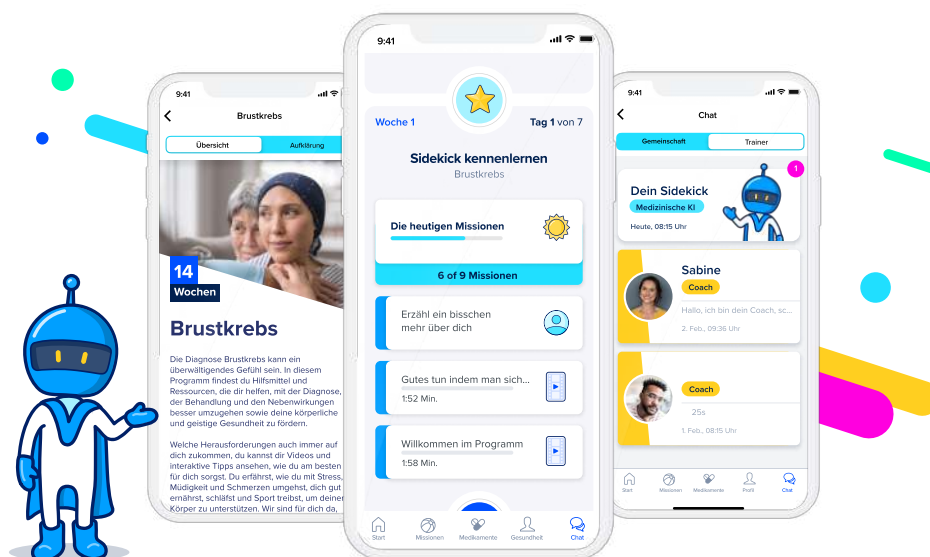 9:41
Brustkrebs
Übersicht
Aufklärung
14
Wochen
Brustkrebs
Die Diagnose Brustkrebs kann ein
überwältigendes Gefühl sein. In diesem
Programm findest du Hilfsmittel und
Ressourcen, die dir helfen, mit der Diagnose,
der Behandlung und den Nebenwirkungen
besser umzugehen sowie deine körperliche
und geistige Gesundheit zu fördern.
Welche Herausforderungen auch immer auf
dich zukommen, du kannst dir Videos und
interaktive Tipps ansehen, wie du am besten
für dich sorgst. Du erfährst, wie du mit Stress,
Müdigkeit und Schmerzen umgehst, dich gut
ernährst, schläfst und Sport treibst, um deinen
Körper zu unterstützen. Wir sind für dich da,
9:41
Woche 1
Tag 1 von 7
Sidekick kennenlernen
Brustkrebs
Die heutigen Missionen
6 of 9 Missionen
Erzähl ein bisschen
mehr über dich
Gutes tun indem man sich...
1:52 Min.
Willkommen im Programm
1:58 Min.
Start
Missionen
Medikamente
Gesundheit
Chat
9:41
Chat
Gemeinschaft
Trainer
1
Dein Sidekick
Medizinische KI
Heute, 08:15 Uhr
Sabine
Coach
Hallo, ich bin dein Coach, sc...
2. Feb., 09:36 Uhr
Coach
25s
1. Feb., 08:15 Uhr
Start
Missionen
Medikamente
Profil
Chat